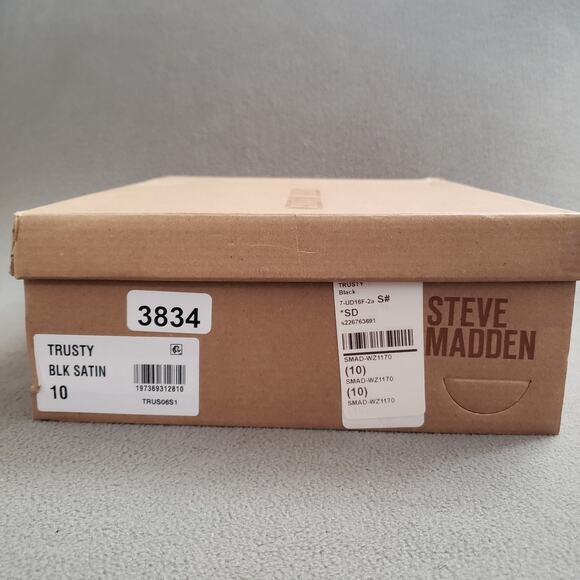 3834
TRUSTY
BLK SATIN
10
197369312810
TRUS06S1
TRUSTY
Black
7-UD16F-2a S#
*SD
s226763691
SMAD-WZ1170
(10)
SMAD-WZ1170
(10)
SMAD-WZ1170
STEVE
MADDEN